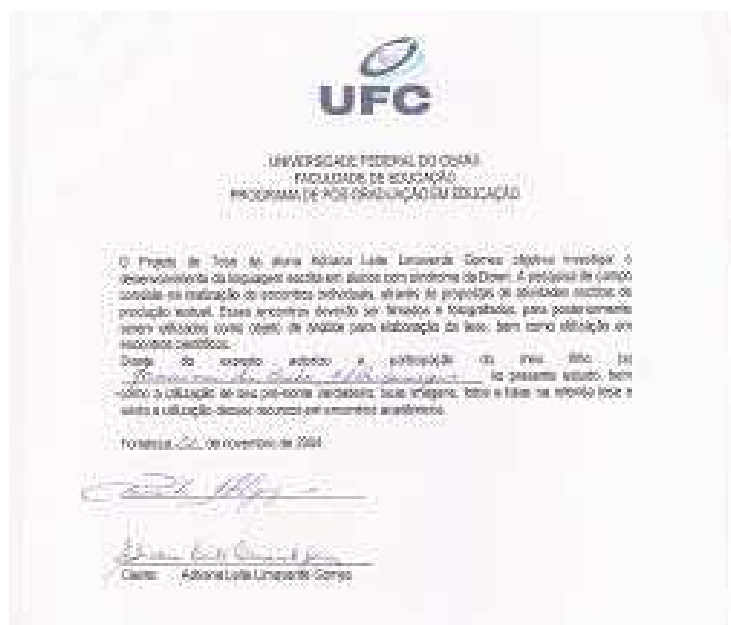 UFC
UNIVERSIDADE FEDERAL DO CEARÁ
FACULDADE DE EDUCAÇÃO
PROGRAMA DE PÓS-GRADUAÇÃO EM EDUCAÇÃO
O Projeto de Tese da aluna Adriana Leite Limaverde Gomes objetiva investigar o
desenvolvimento da linguagem escrita em alunos com síndrome de Down. A pesquisa de campo
consiste na realização de encontros individuais, através de propostas de atividades escritas de
produção textual. Esses encontros deverão ser filmados e fotografados, para posteriormente
serem utilizados como objeto de análise para elaboração da tese, bem como utilização em
encontros científicos.
Diante do exposto autorizo a participação do meu filho (a)
no presente estudo, bem
como a utilização de seu pré-nome verdadeiro, suas imagens, fotos e falas na referida tese e
ainda a utilização desses recursos em encontros acadêmicos.
Fortaleza, de novembro de 2004
Ciente: Adriana Leite Limaverde Gomes